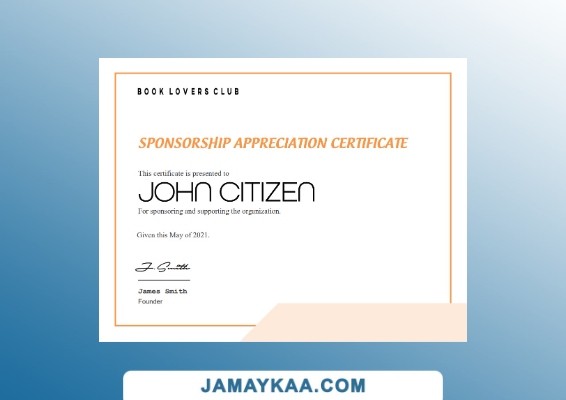 BOOK LOVERS CLUB
SPONSORSHIP APPRECIATION CERTIFICATE
This certificate is presented to
JOHN CITIZEN
For sponsoring and supporting the organization.
Given this May of 2021.
J. Smith
James Smith
Founder
JAMAYKAA.COM